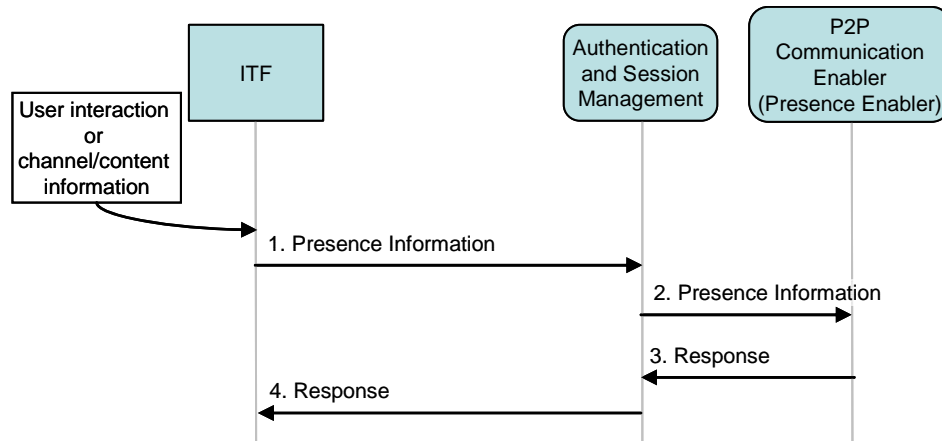 ITF
Authentication
and Session
Management
P2P
Communication
Enabler
(Presence Enabler)
User interaction
or
channel/content
information
1. Presence Information
2. Presence Information
3. Response
4. Response